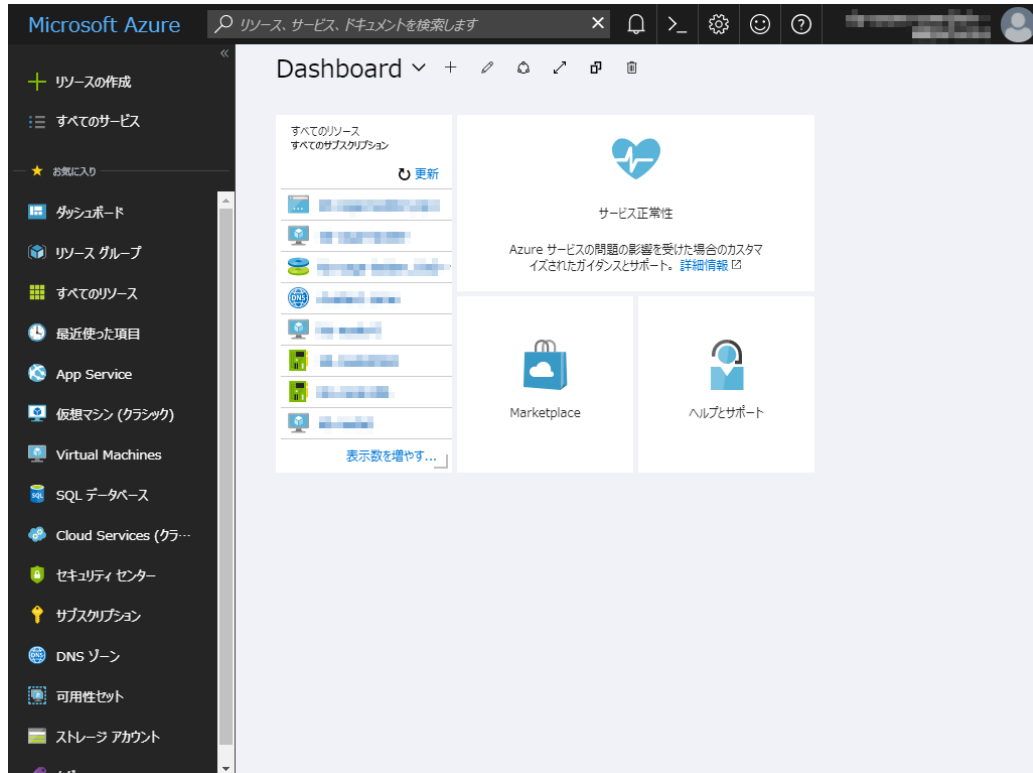 Microsoft Azure
リソース、サービス、ドキュメントを検索します
リソースの作成
すべてのサービス
お気に入り
ダッシュボード
リソース グループ
すべてのリソース
最近使った項目
App Service
仮想マシン (クラシック)
Virtual Machines
SQL データベース
Cloud Services (クラ…
セキュリティ センター
サブスクリプション
DNS ゾーン
可用性セット
ストレージ アカウント
Dashboard
すべてのリソース
すべてのサブスクリプション
更新
DNS
表示数を増やす...
サービス正常性
Azure サービスの問題の影響を受けた場合のカスタマ
イズされたガイダンスとサポート。詳細情報
Marketplace
ヘルプとサポート